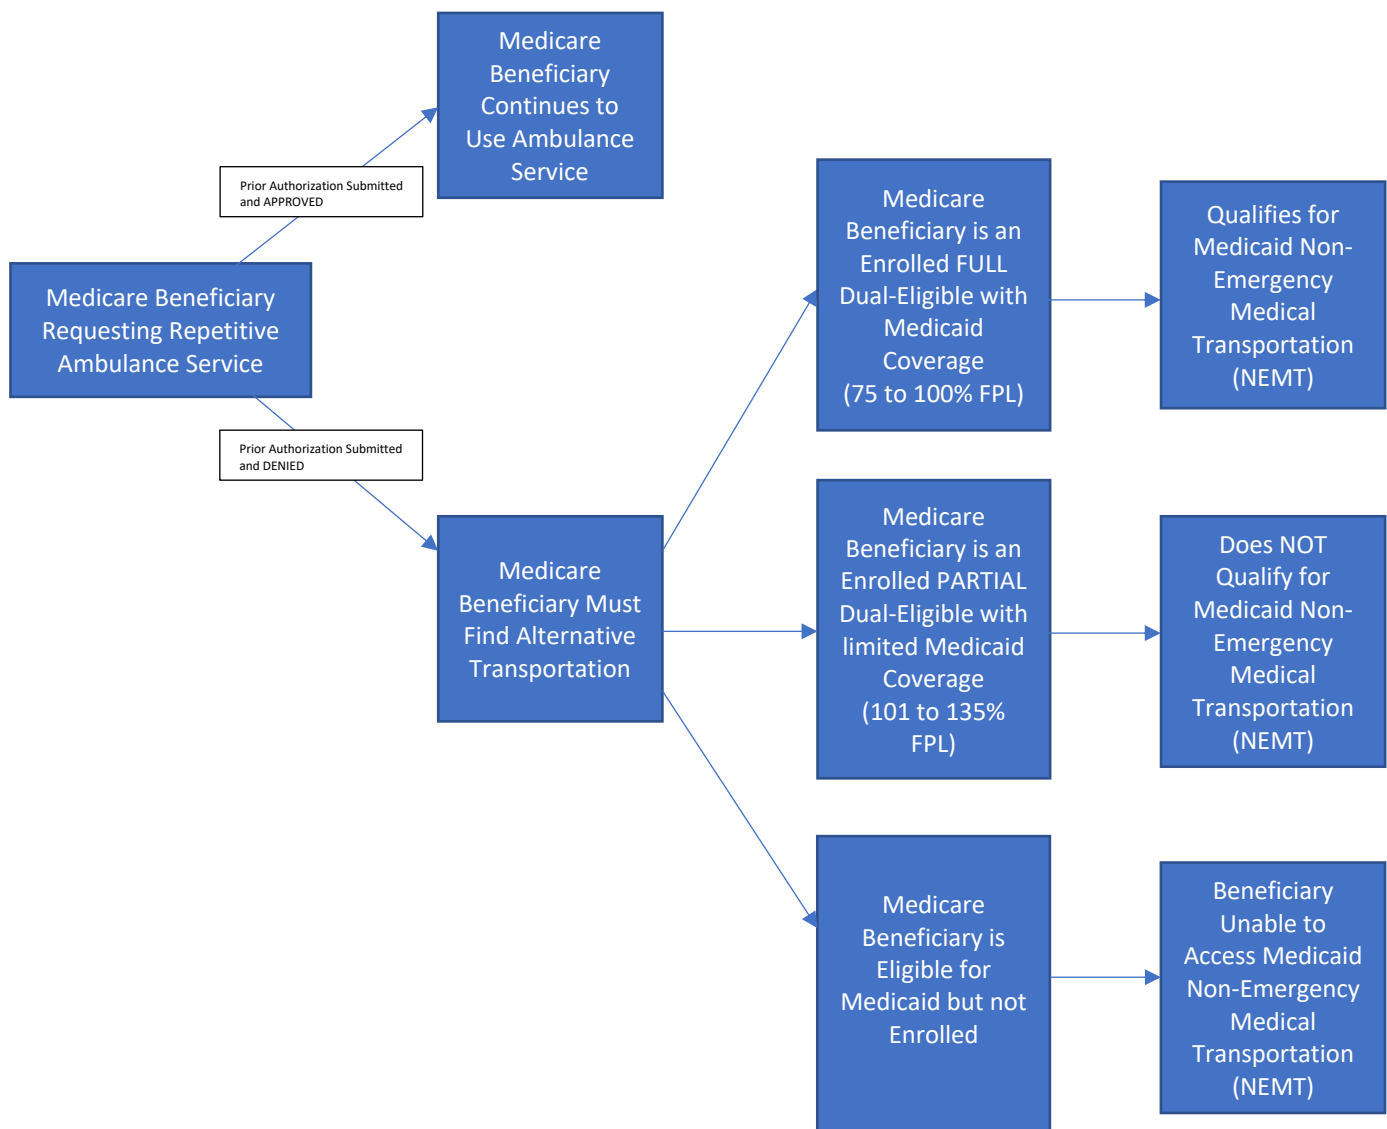 Medicare
Beneficiary
Continues to
Use Ambulance
Service
Prior Authorization Submitted
and APPROVED
Medicare Beneficiary
Requesting Repetitive
Ambulance Service
Prior Authorization Submitted
and DENIED
Medicare
Beneficiary Must
Find Alternative
Transportation
Medicare
Beneficiary is an
Enrolled FULL
Dual-Eligible with
Medicaid
Coverage
(75 to 100% FPL)
Qualifies for
Medicaid Non-
Emergency
Medical
Transportation
(NEMT)
Medicare
Beneficiary is an
Enrolled PARTIAL
Dual-Eligible with
limited Medicaid
Coverage
(101 to 135%
FPL)
Does NOT
Qualify for
Medicaid Non-
Emergency
Medical
Transportation
(NEMT)
Medicare
Beneficiary is
Eligible for
Medicaid but not
Enrolled
Beneficiary
Unable to
Access Medicaid
Non-Emergency
Medical
Transportation
(NEMT)